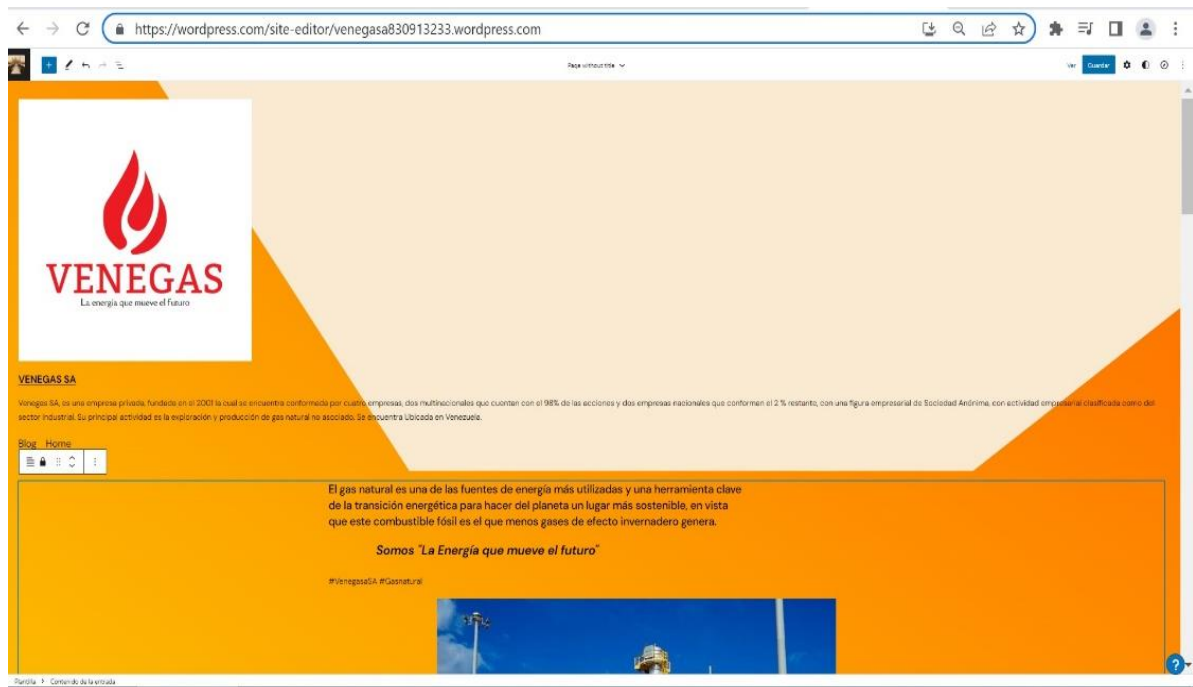 https://wordpress.com/site-editor/venegasa830913233.wordpress.com
Page without title
Ver Guardar
VENEGAS
La energía que mueve el futuro
VENEGAS SA
Venegas SA, es una empresa privada, fundada en el 2001 la cual se encuentra conformada por cuatro empresas, dos multinacionales que cuentan con el 98% de las acciones y dos empresas nacionales que conforman el 2 % restante, con una figura empresarial de Sociedad Anónima, con actividad empresarial clasificada como del
sector industrial. Su principal actividad es la exploración y producción de gas natural no asociado. Se encuentra Ubicada en Venezuela.
Blog Home
El gas natural es una de las fuentes de energía más utilizadas y una herramienta clave
de la transición energética para hacer del planeta un lugar más sostenible, en vista
que este combustible fósil es el que menos gases de efecto invernadero genera.
Somos "La Energía que mueve el futuro"
#VenegasaSA #Gasnatural
Plantilla > Contenido de la entrada